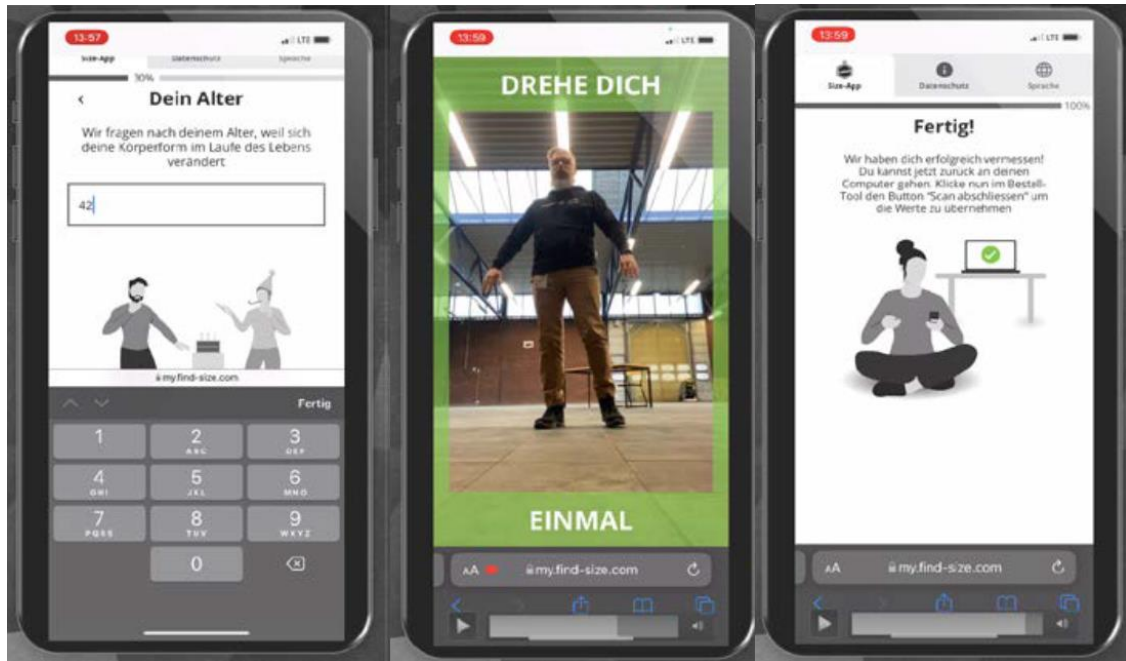 13:57
LTE
Size-App
Datenschutz
Sprache
30%
Dein Alter
Wir fragen nach deinem Alter, weil sich
deine Körperform im Laufe des Lebens
verändert
42
my.find-size.com
Fertig
1
2
ABC
3
DEF
4
GHI
5
JKL
6
MNO
7
PQRS
8
TUV
9
WXYZ
0
13:59
LTE
DREHE DICH
EINMAL
AA
my.find-size.com
13:59
LTE
Size-App
Datenschutz
Sprache
100%
Fertig!
Wir haben dich erfolgreich vermessen!
Du kannst jetzt zurück an deinen
Computer gehen. Klicke nun im Bestell-
Tool den Button "Scan abschliessen" um
die Werte zu übernehmen
AA
my.find-size.com